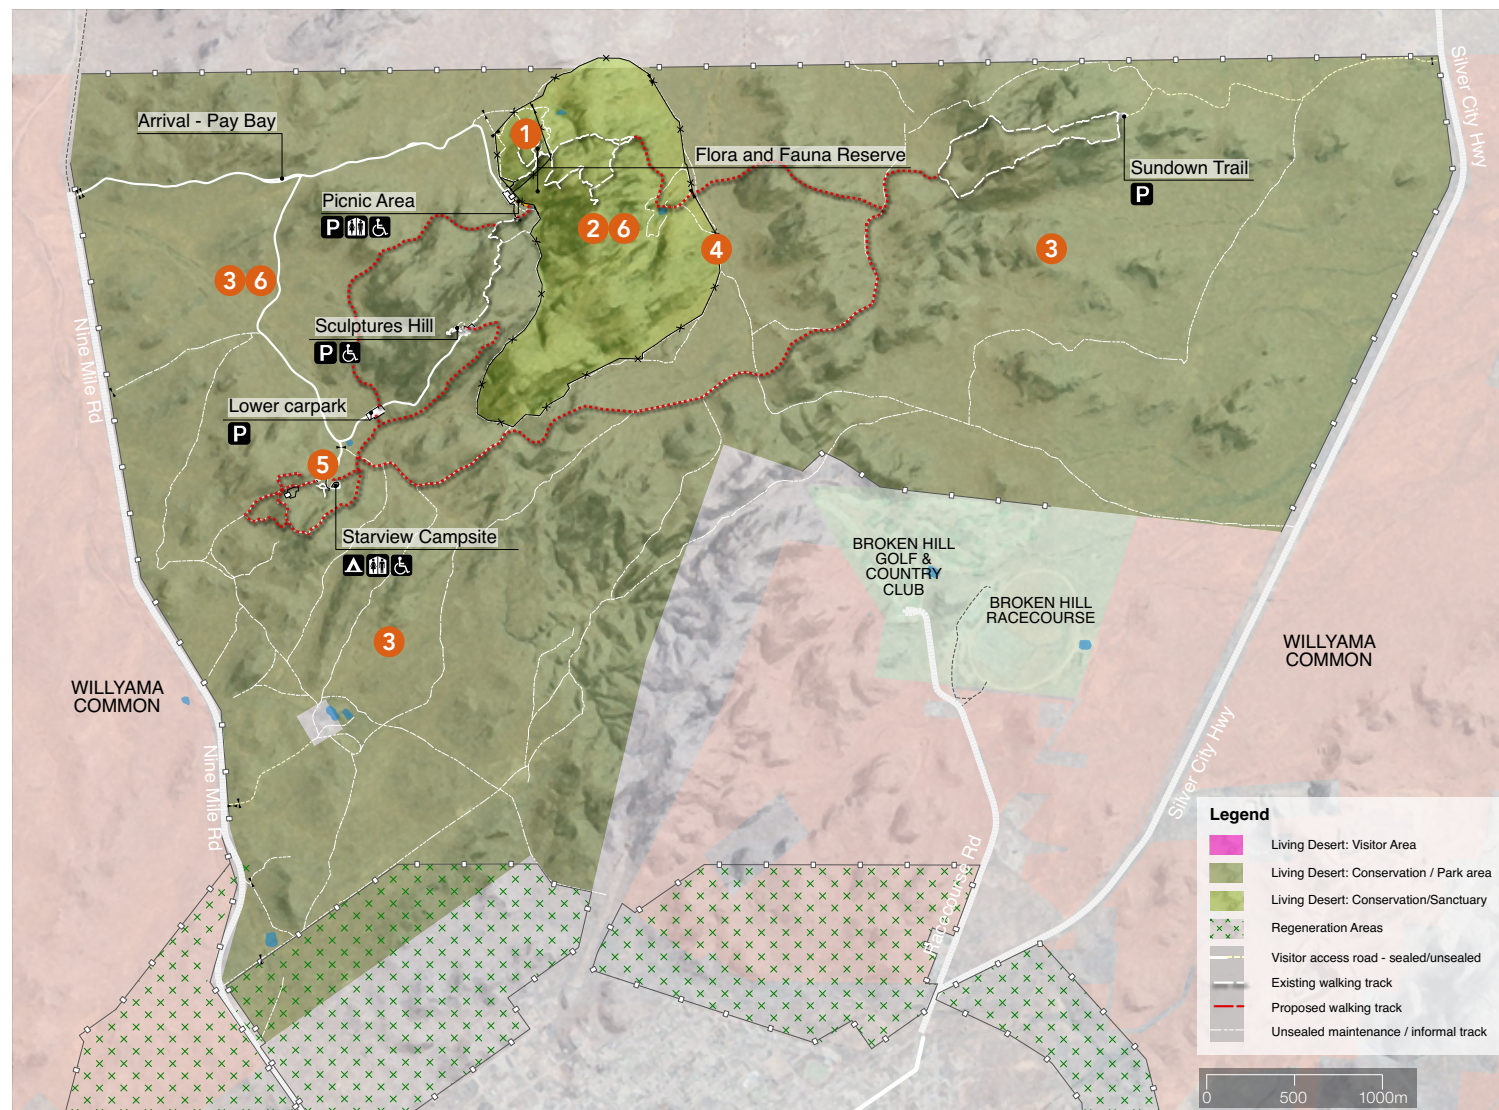 Silver City Hwy
Arrival - Pay Bay
1
Flora and Fauna Reserve
Sundown Trail
P
Picnic Area
P
2 6
4
3
3 6
Sculptures Hill
P
Nine Mile Rd
Lower carpark
P
5
Starview Campsite
BROKEN HILL
GOLF &
COUNTRY
CLUB
BROKEN HILL
RACECOURSE
3
WILLYAMA
COMMON
WILLYAMA
COMMON
Nine Mile Rd
Silver City Hwy
Racecourse Rd
Legend
Living Desert: Visitor Area
Living Desert: Conservation / Park area
Living Desert: Conservation/Sanctuary
Regeneration Areas
Visitor access road - sealed/unsealed
Existing walking track
Proposed walking track
Unsealed maintenance / informal track
0 500 1000m